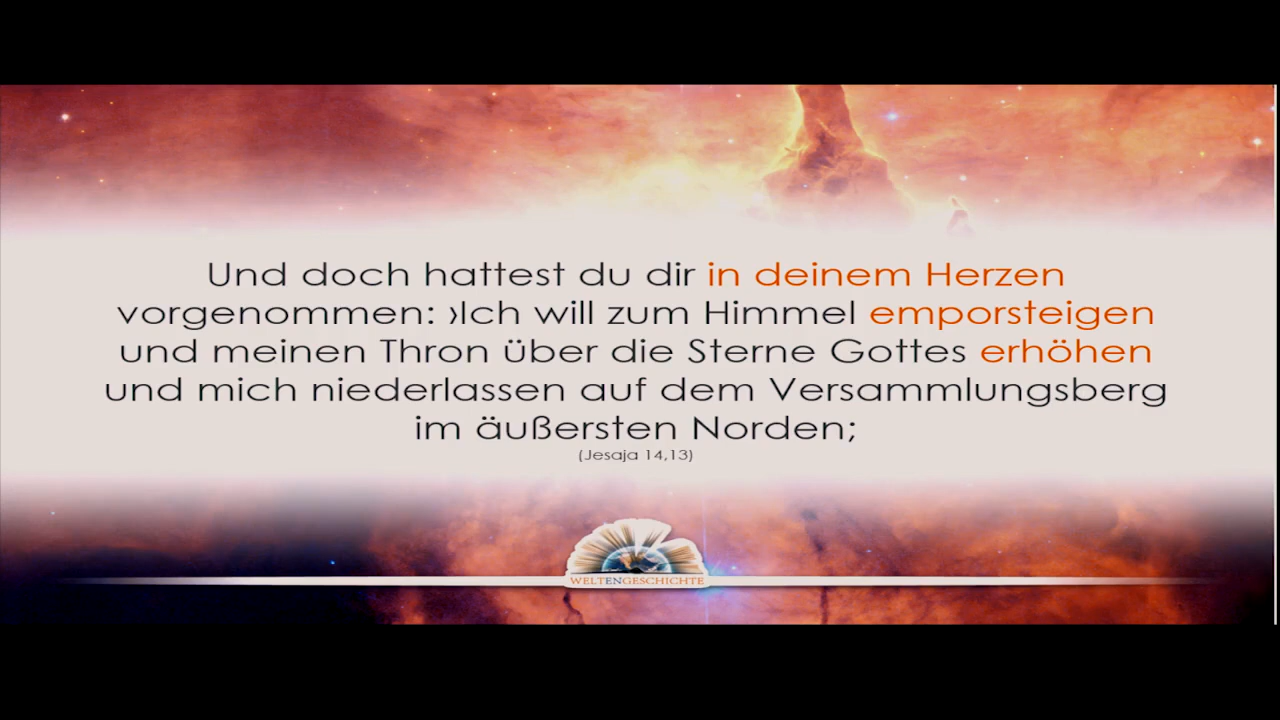 Und doch hattest du dir in deinem Herzen
vorgenommen: ›Ich will zum Himmel emporsteigen
und meinen Thron über die Sterne Gottes erhöhen
und mich niederlassen auf dem Versammlungsberg
im äußersten Norden;
(Jesaja 14,13)
WELTENGESCHICHTE